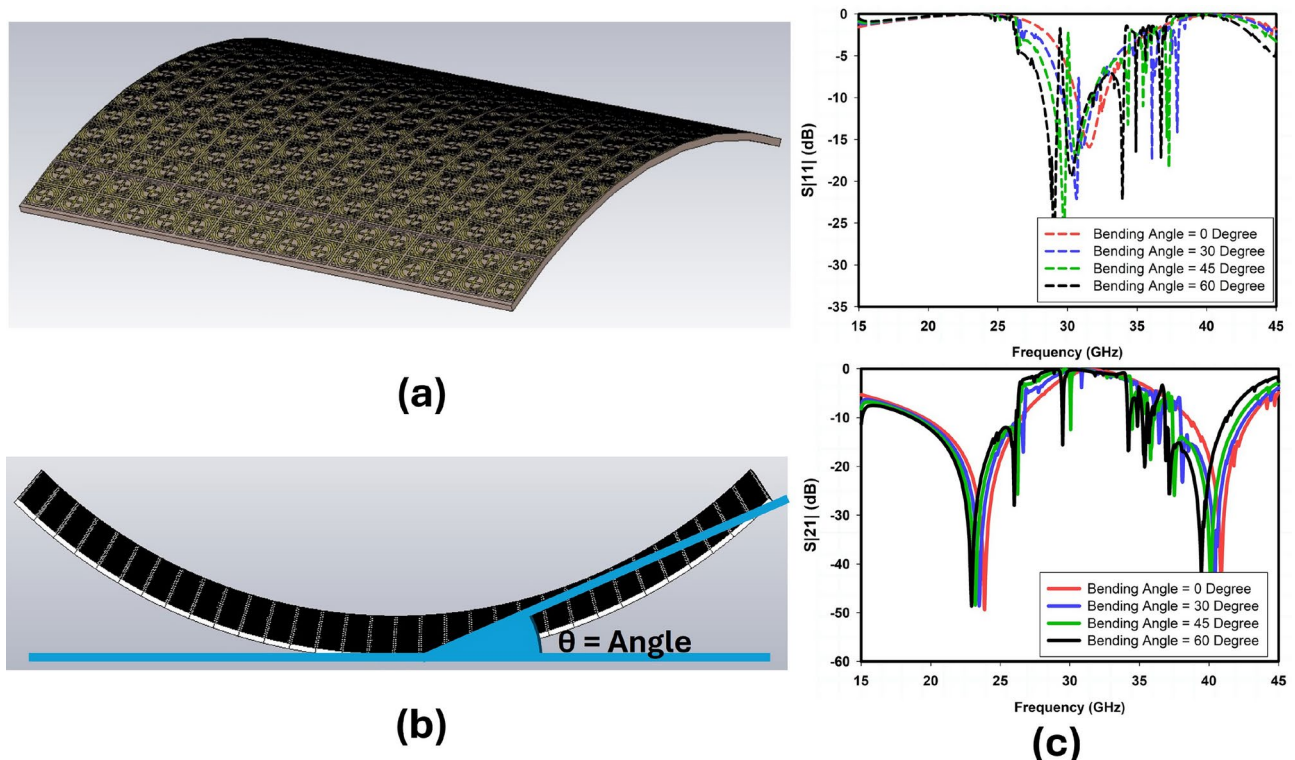 (a)
θ = Angle
(b)
0
-5
-10
-15
-20
-25
-30
-35
S|11| (dB)
Bending Angle = 0 Degree
Bending Angle = 30 Degree
Bending Angle = 45 Degree
Bending Angle = 60 Degree
15 20 25 30 35 40 45
Frequency (GHz)
0
-10
-20
-30
-40
-50
-60
S|21| (dB)
Bending Angle = 0 Degree
Bending Angle = 30 Degree
Bending Angle = 45 Degree
Bending Angle = 60 Degree
15 20 25 30 35 40 45
Frequency (GHz)
(c)